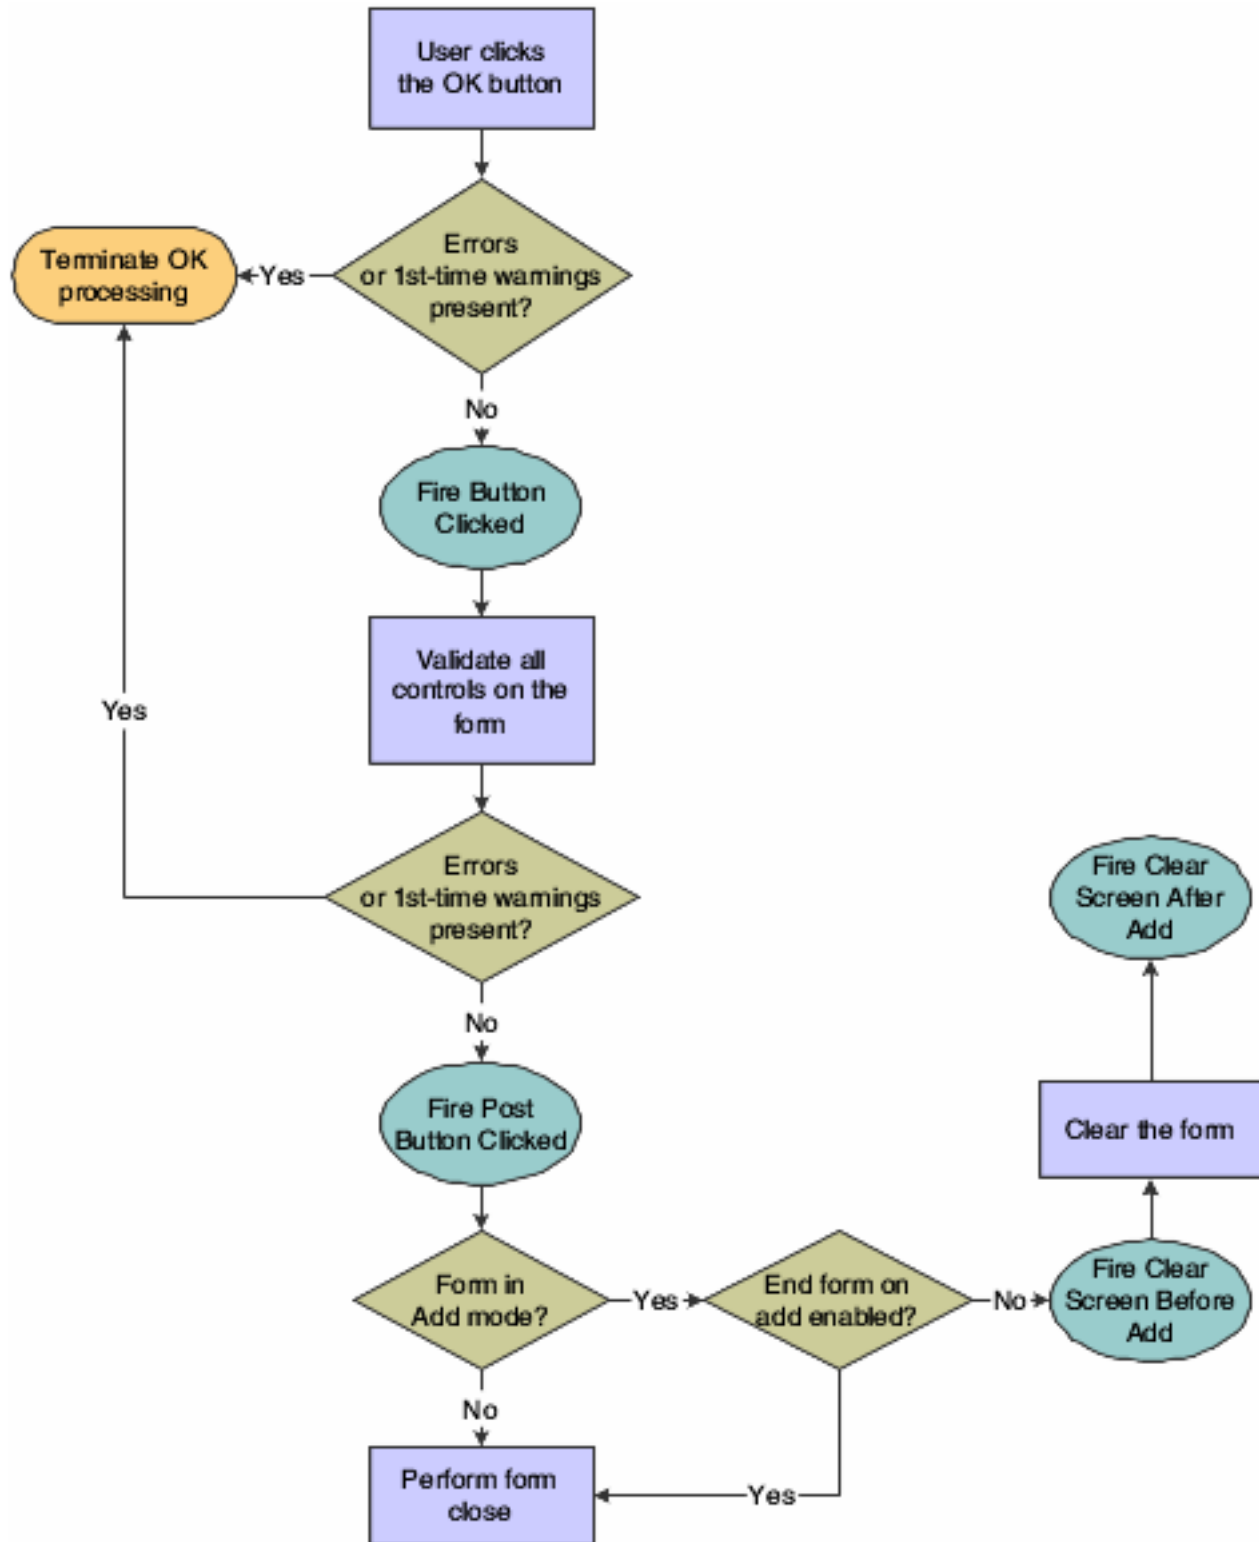 User clicks
the OK button
Errors
or 1st-time warnings
present?
Yes
Terminate OK
processing
No
Fire Button
Clicked
Validate all
controls on the
form
Yes
Errors
or 1st-time warnings
present?
No
Fire Post
Button Clicked
Form in
Add mode?
Yes
End form on
add enabled?
No
Fire Clear
Screen Before
Add
Clear the form
Fire Clear
Screen After
Add
No
Perform form
close
Yes